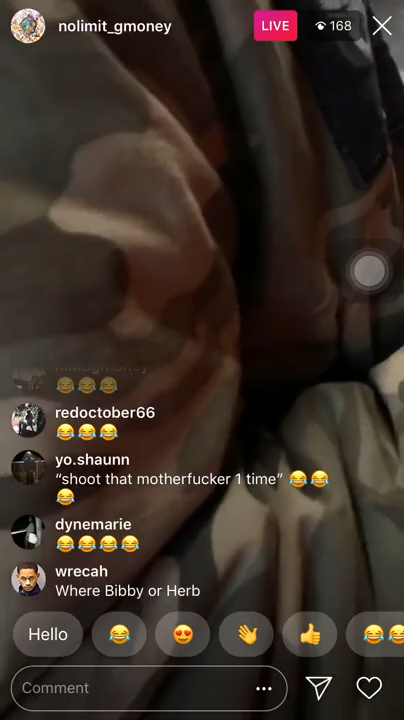 nolimit_gmoney LIVE 168
😂😂😂
redoctober66
😂😂😂
yo.shaunn
“shoot that motherfucker 1 time” 😂😂
😂
dynemarie
😂😂😂😂
wrecah
Where Bibby or Herb
Hello 😂 😍 👋 👍 😂😂
Comment